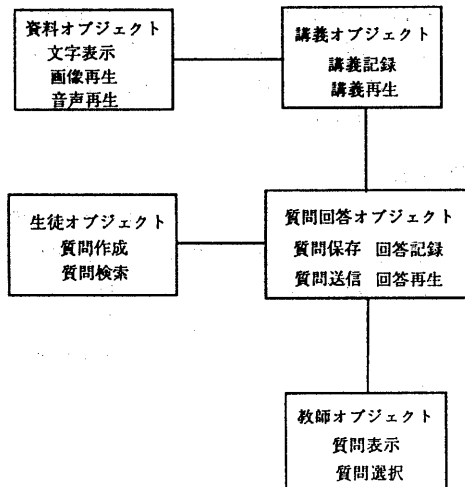 資料オブジェクト
文字表示
画像再生
音声再生
講義オブジェクト
講義記録
講義再生
生徒オブジェクト
質問作成
質問検索
質問回答オブジェクト
質問保存 回答記録
質問送信 回答再生
教師オブジェクト
質問表示
質問選択